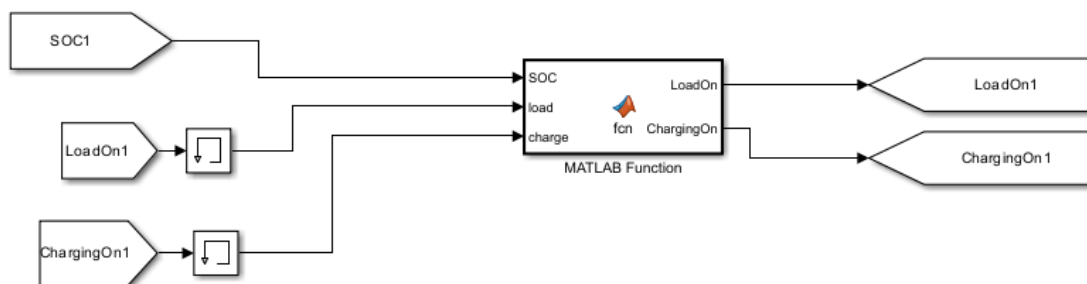 SOC1
LoadOn1
ChargingOn1
SOC
load
charge
fcn
LoadOn
ChargingOn
MATLAB Function
LoadOn1
ChargingOn1